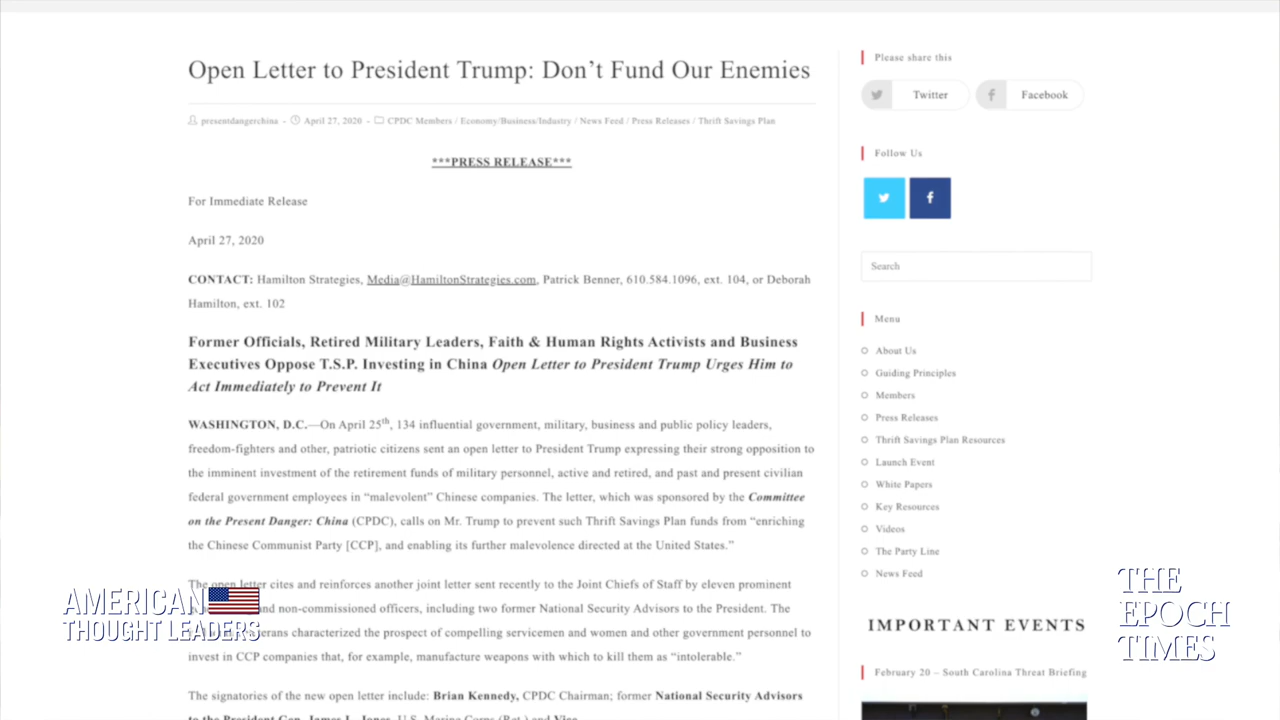 Open Letter to President Trump: Don’t Fund Our Enemies
presentdangerchina - April 27, 2020 - CPDC Members / Economy/Business/Industry / News Feed / Press Releases / Thrift Savings Plan
***PRESS RELEASE***
For Immediate Release
April 27, 2020
CONTACT: Hamilton Strategies, Media@HamiltonStrategies.com, Patrick Benner, 610.584.1096, ext. 104, or Deborah
Hamilton, ext. 102
Former Officials, Retired Military Leaders, Faith & Human Rights Activists and Business
Executives Oppose T.S.P. Investing in China Open Letter to President Trump Urges Him to
Act Immediately to Prevent It
WASHINGTON, D.C.—On April 25th, 134 influential government, military, business and public policy leaders,
freedom-fighters and other, patriotic citizens sent an open letter to President Trump expressing their strong opposition to
the imminent investment of the retirement funds of military personnel, active and retired, and past and present civilian
federal government employees in “malevolent” Chinese companies. The letter, which was sponsored by the Committee
on the Present Danger: China (CPDC), calls on Mr. Trump to prevent such Thrift Savings Plan funds from “enriching
the Chinese Communist Party [CCP], and enabling its further malevolence directed at the United States.”
The open letter cites and reinforces another joint letter sent recently to the Joint Chiefs of Staff by eleven prominent
and non-commissioned officers, including two former National Security Advisors to the President. The
characterized the prospect of compelling servicemen and women and other government personnel to
invest in CCP companies that, for example, manufacture weapons with which to kill them as “intolerable.”
The signatories of the new open letter include: Brian Kennedy, CPDC Chairman; former National Security Advisors
to the President Gen. James L. Jones, U.S. Marine Corps (Ret.) and Vice
Please share this
Twitter
Facebook
Follow Us
Search
Menu
About Us
Guiding Principles
Members
Press Releases
Thrift Savings Plan Resources
Launch Event
White Papers
Key Resources
Videos
The Party Line
News Feed
IMPORTANT EVENTS
February 20 – South Carolina Threat Briefing
AMERICAN
THOUGHT LEADERS
THE
EPOCH
TIMES